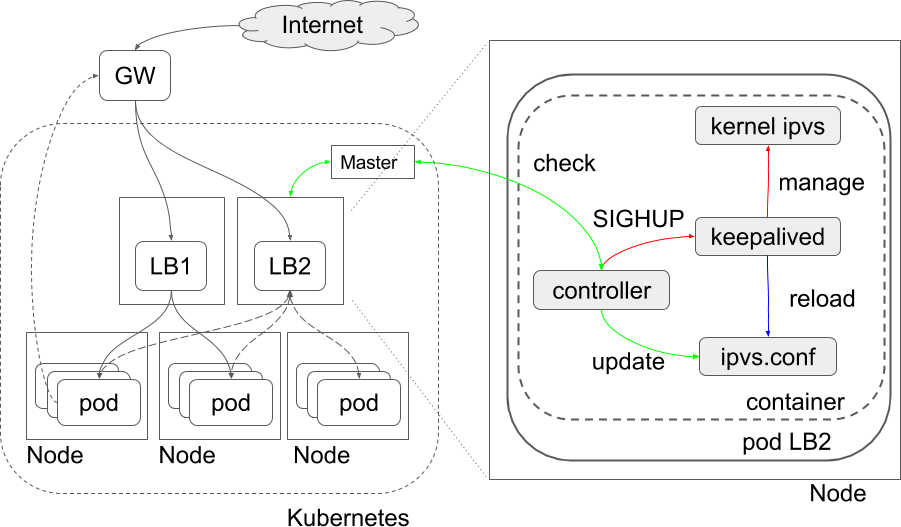 Internet
GW
Master
LB1
LB2
pod
pod
pod
Node
Node
Node
Kubernetes
kernel ipvs
check
manage
SIGHUP
keepalived
controller
reload
update
ipvs.conf
container
pod LB2
Node